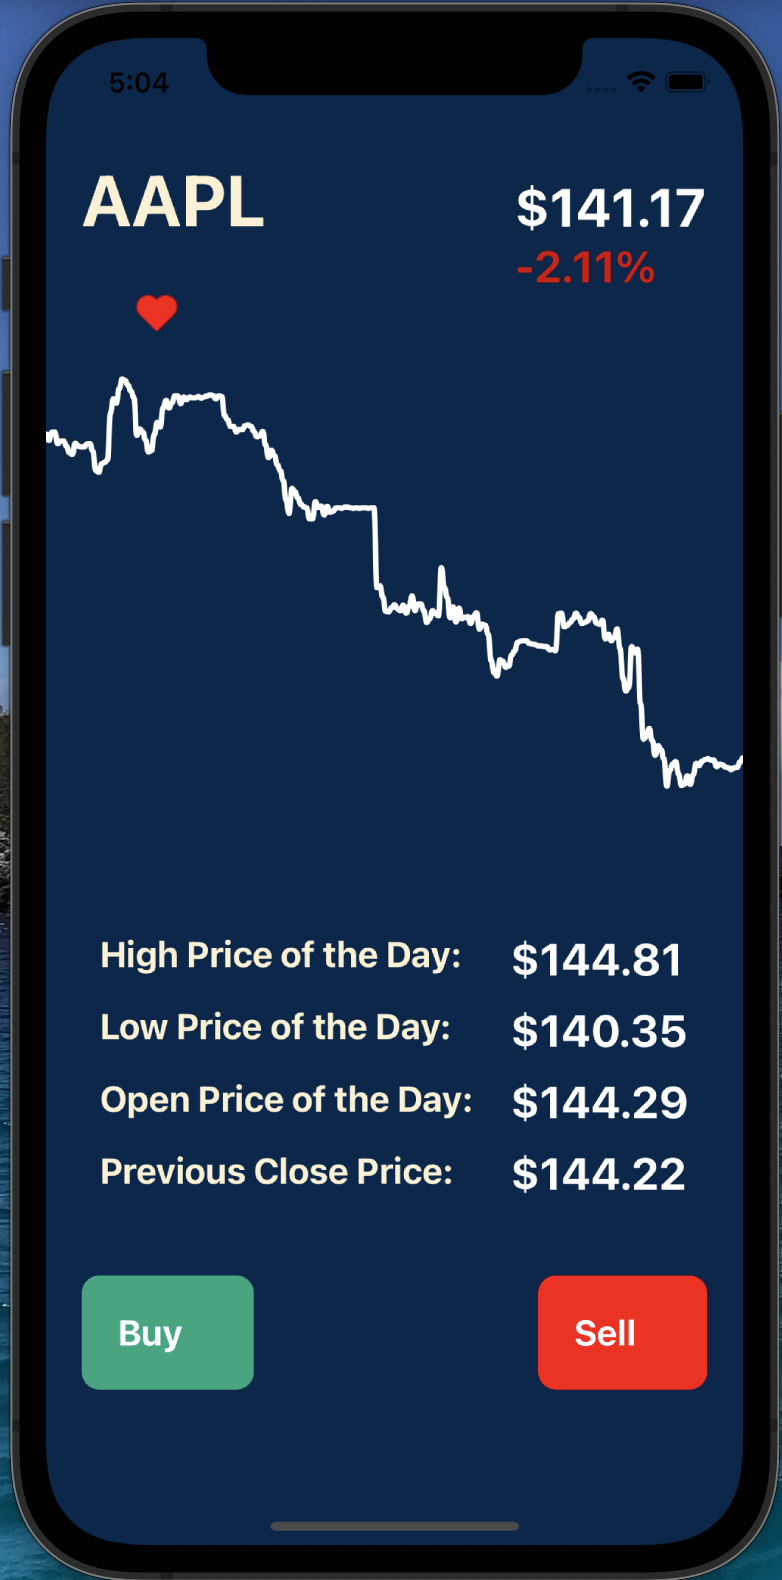 5:04
AAPL
$141.17
-2.11%
High Price of the Day: $144.81
Low Price of the Day: $140.35
Open Price of the Day: $144.29
Previous Close Price: $144.22
Buy
Sell